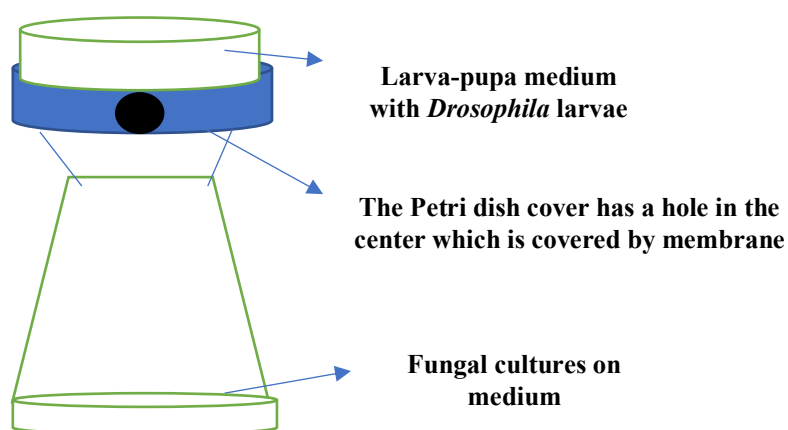 Larva-pupa medium
with Drosophila larvae
The Petri dish cover has a hole in the
center which is covered by membrane
Fungal cultures on
medium